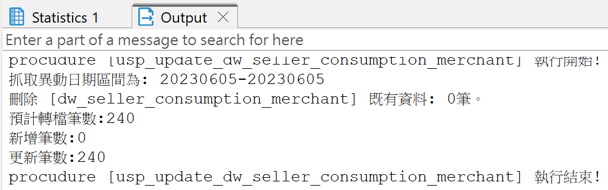 Statistics 1
Output
Enter a part of a message to search for here
procudure [usp_update_dw_seller_consumption_merchant] 執行開始!
抓取異動日期區間為: 20230605-20230605
刪除 [dw_seller_consumption_merchant] 既有資料: 0筆。
預計轉檔筆數:240
新增筆數:0
更新筆數:240
procudure [usp_update_dw_seller_consumption_merchant] 執行結束!